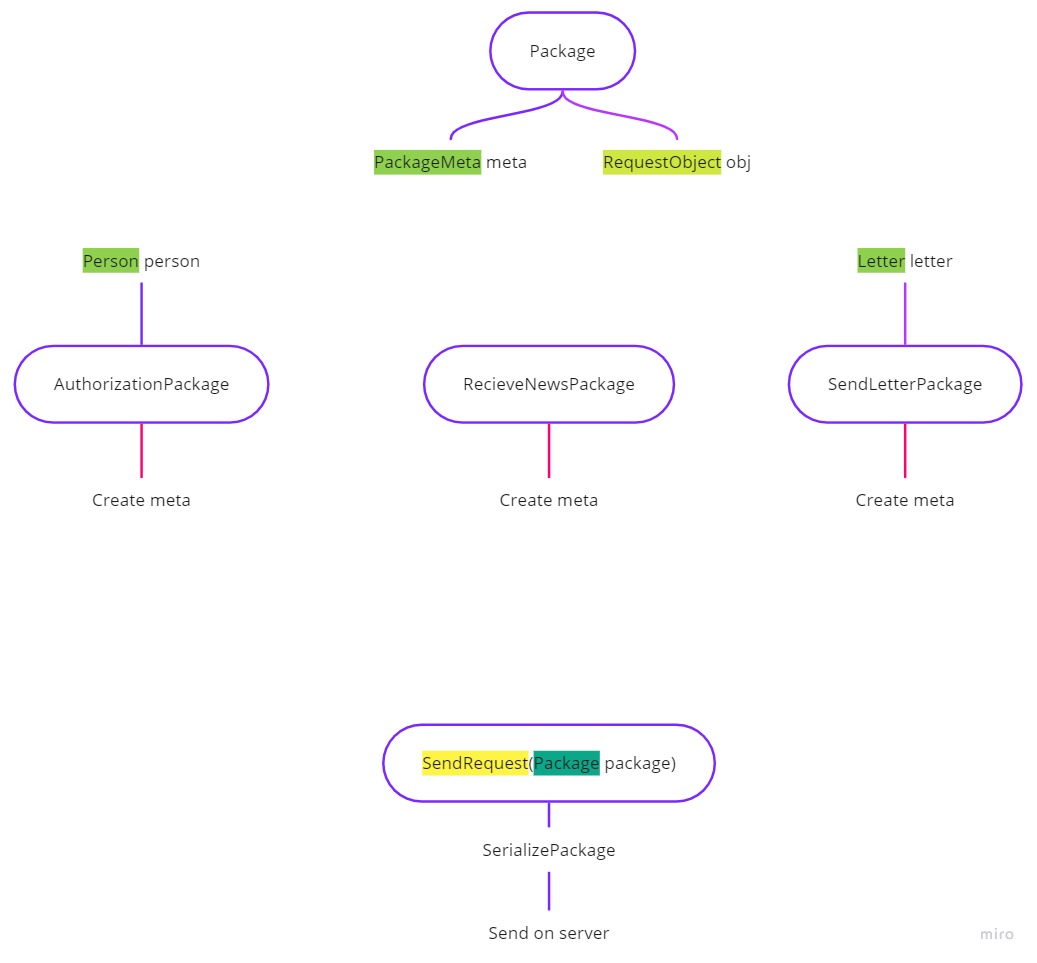 Package
PackageMeta meta
RequestObject obj
Person person
Letter letter
AuthorizationPackage
RecieveNewsPackage
SendLetterPackage
Create meta
Create meta
Create meta
SendRequest(Package package)
SerializePackage
Send on server
miro